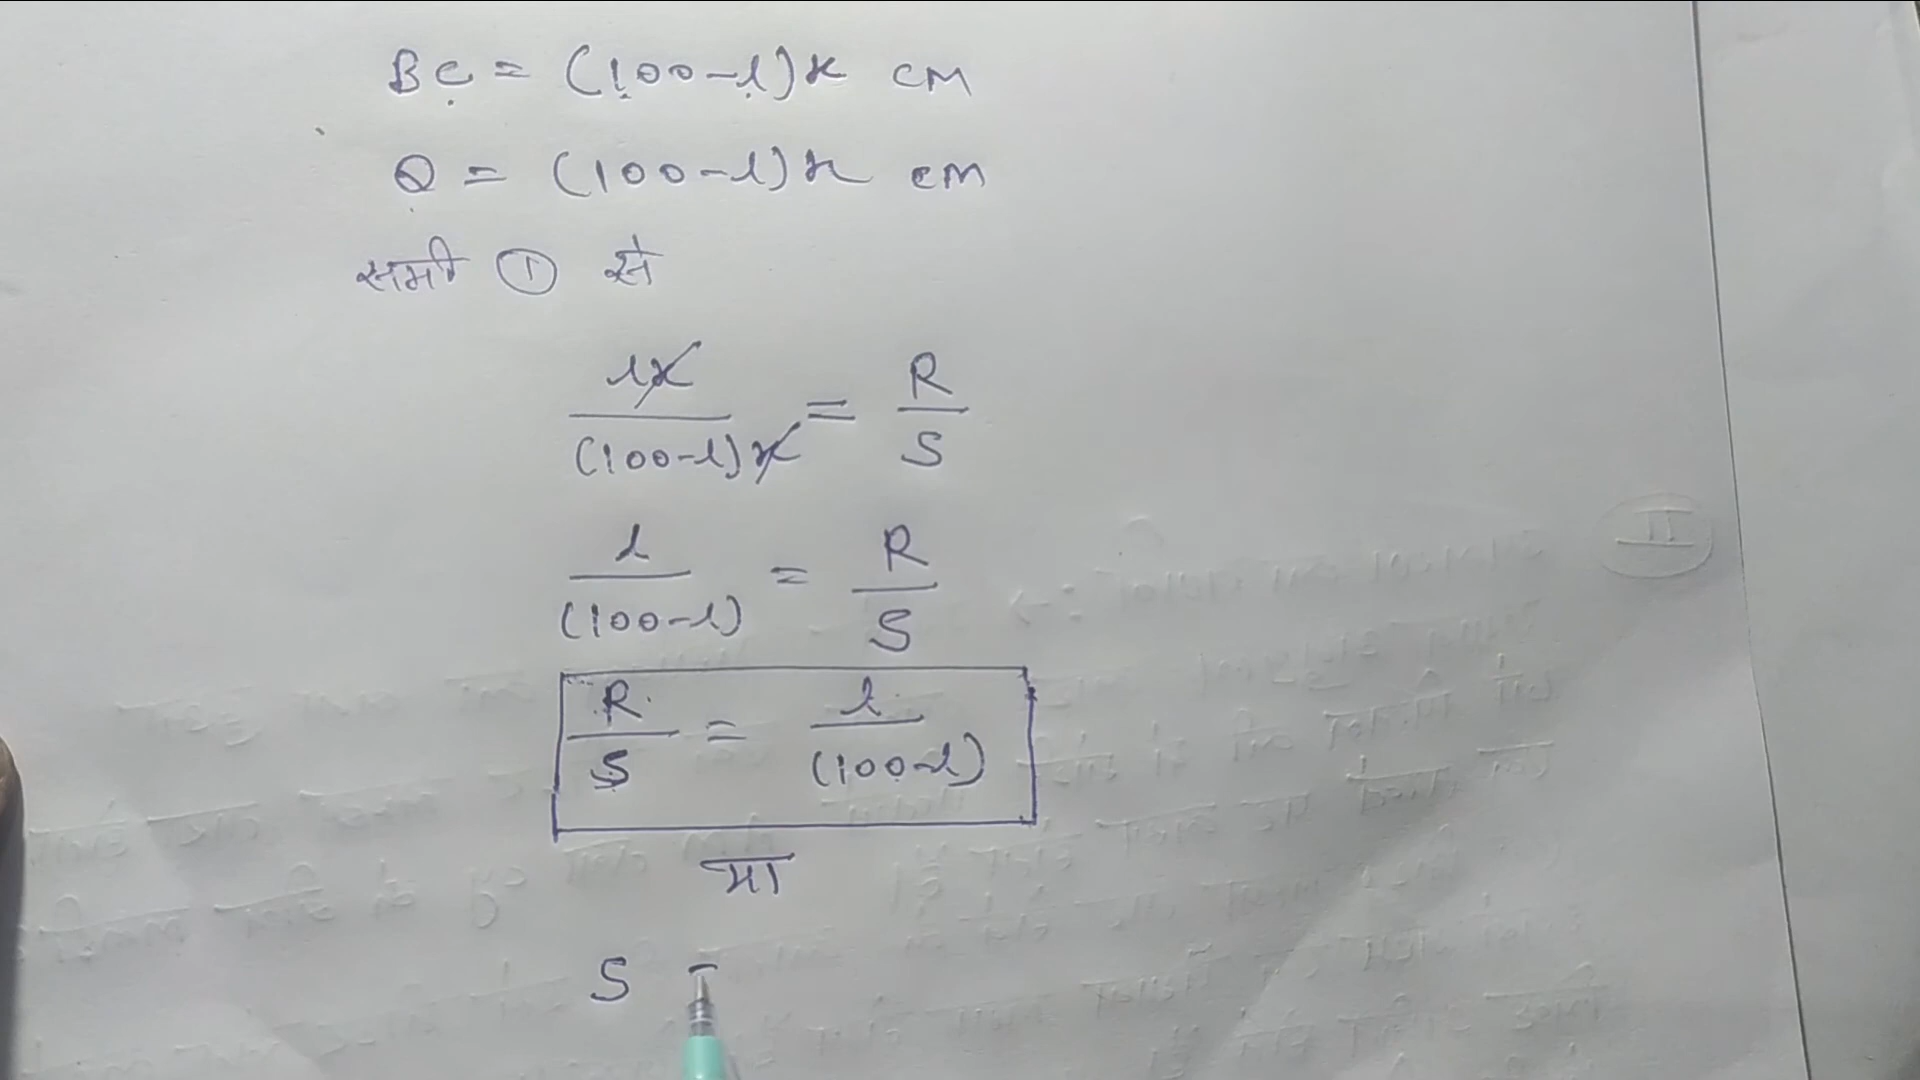 BC = (100-l)x cm
Q = (100-l)x cm
समी ① से
lx/(100-l)x = R/S
l/(100-l) = R/S
R/S = l/(100-l)
या
S =